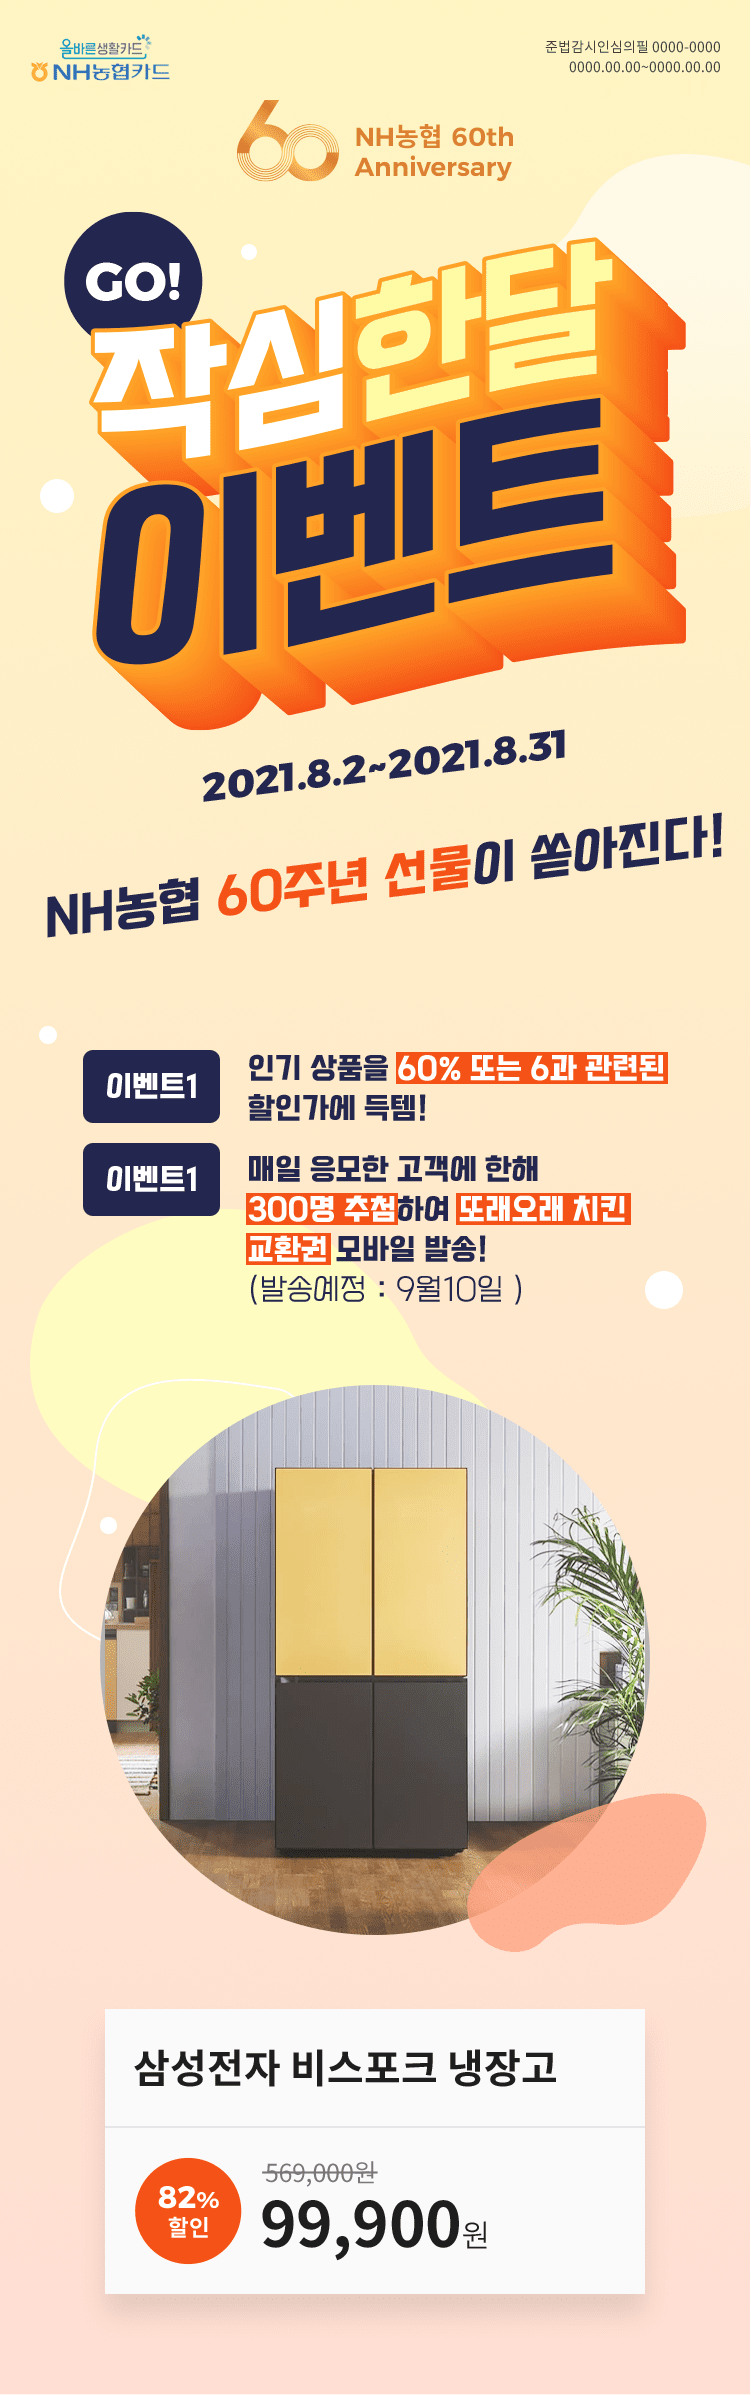 올바른생활카드
NH농협카드
준법감시인심의필 0000-0000
0000.00.00~0000.00.00
60
NH농협 60th
Anniversary
GO!
작심한달
이벤트
2021.8.2~2021.8.31
NH농협 60주년 선물이 쏟아진다!
이벤트1
인기 상품을 60% 또는 6과 관련된
할인가에 득템!
이벤트1
매일 응모한 고객에 한해
300명 추첨하여 또래오래 치킨
교환권 모바일 발송!
(발송예정 : 9월10일 )
삼성전자 비스포크 냉장고
82%
할인
569,000원
99,900원